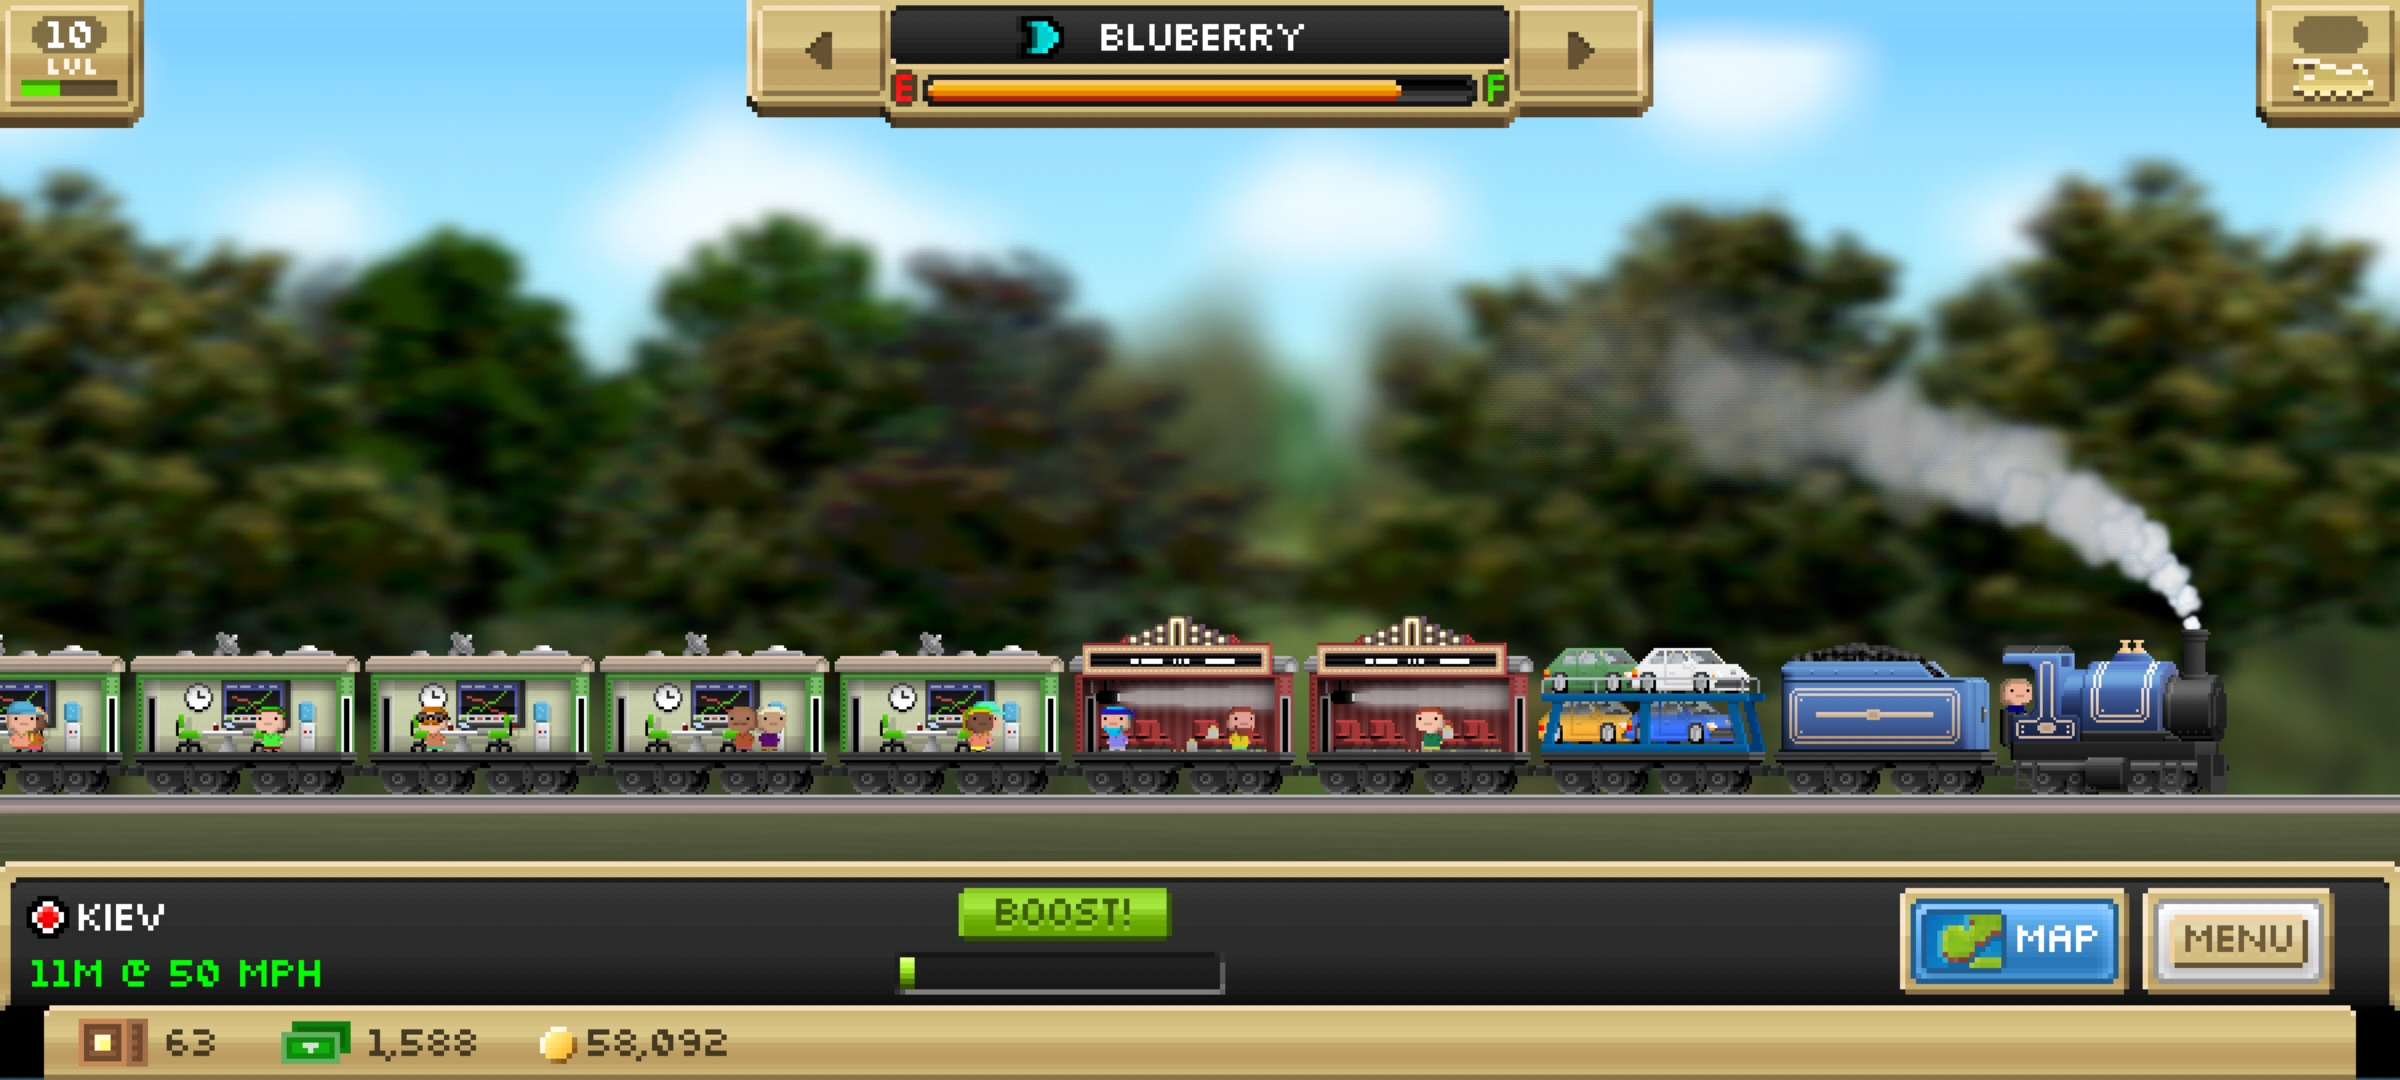 10
LVL
BLUBERRY
E F
KIEV
11M @ 50 MPH
BOOST!
MAP
MENU
63
1,588
58,092